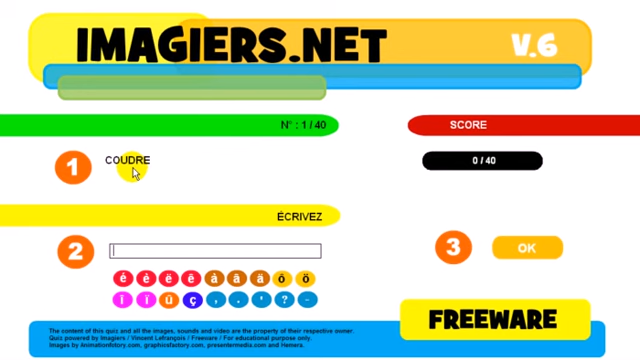 IMAGIERS.NET
V.6
N° : 1 / 40
SCORE
1
COUDRE
0 / 40
ÉCRIVEZ
2
3
OK
ç , . ' ? -
FREEWARE
The content of this quiz and all the images, sounds and video are the property of their respective owner.
Quiz powered by Imagiers / Vincent Lefrançois / Freeware / For educational purpose only.
Images by Animationfotory.com, graphicsfactory.com, presentermedia.com and Hemera.